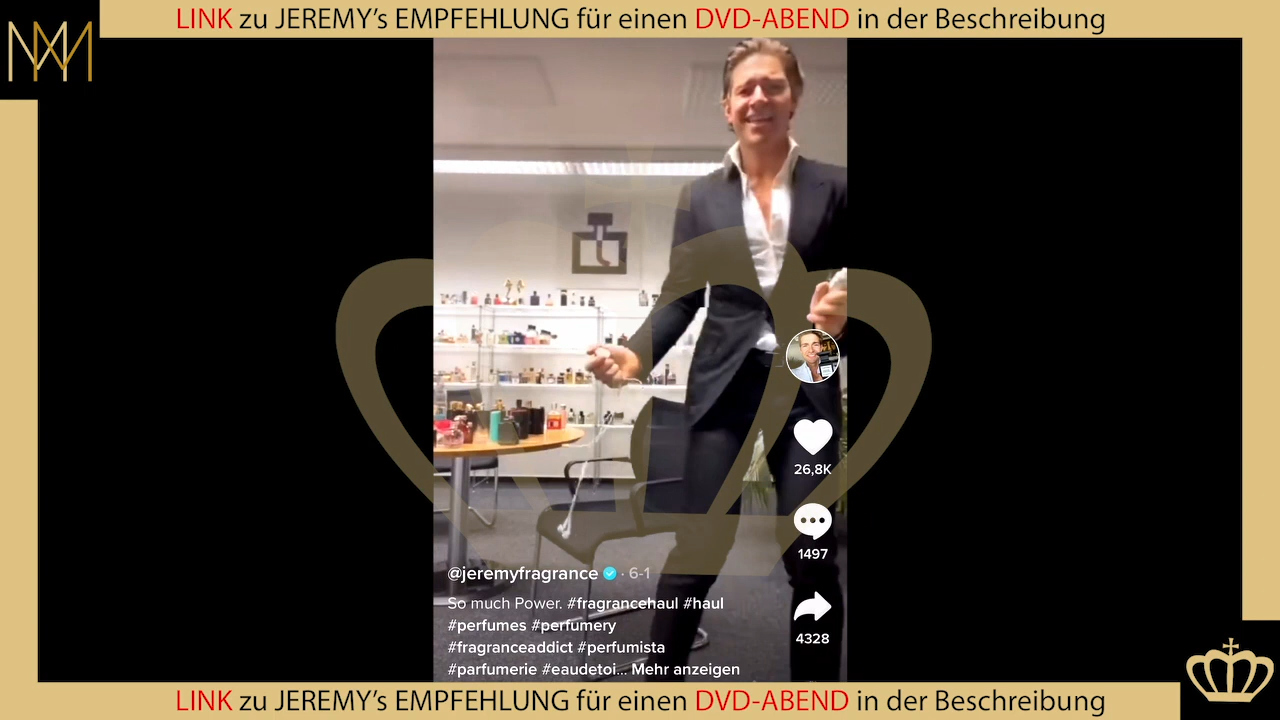 LINK zu JEREMY’s EMPFEHLUNG für einen DVD-ABEND in der Beschreibung
26,8K
1497
@jeremyfragrance · 6-1
So much Power. #fragrancehaul #haul
#perfumes #perfumery
#fragranceaddict #perfumista
#parfumerie #eaudetoi... Mehr anzeigen
4328
LINK zu JEREMY’s EMPFEHLUNG für einen DVD-ABEND in der Beschreibung